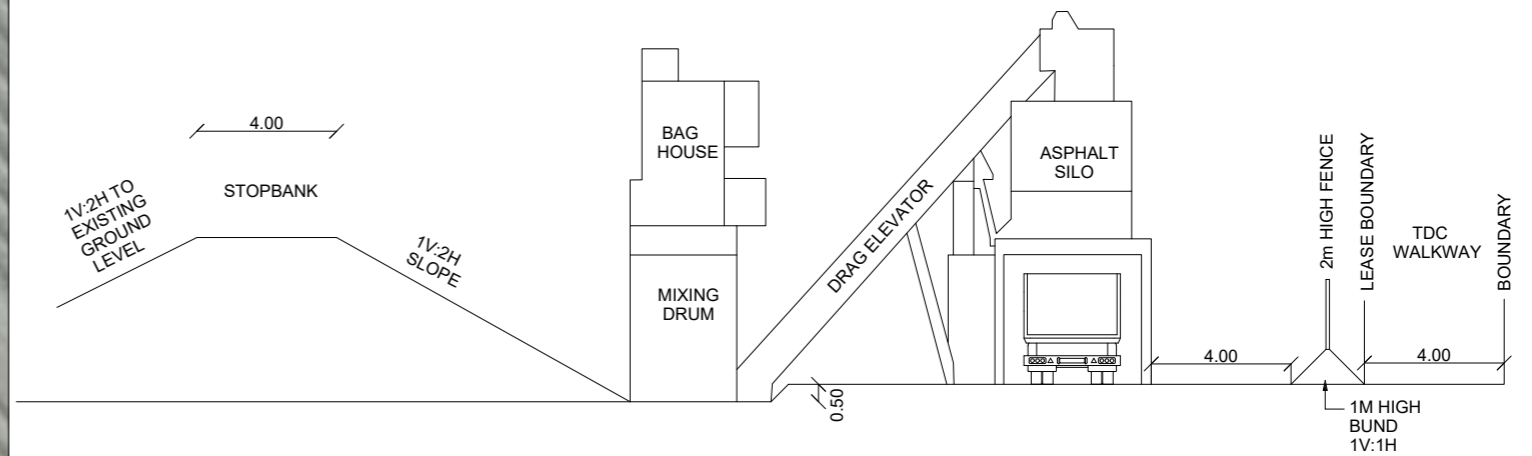 4.00
STOPBANK
1V:2H TO
EXISTING
GROUND
LEVEL
1V:2H
SLOPE
BAG
HOUSE
MIXING
DRUM
DRAG ELEVATOR
ASPHALT
SILO
0.50
4.00
2m HIGH FENCE
LEASE BOUNDARY
TDC
WALKWAY
BOUNDARY
4.00
1M HIGH
BUND
1V:1H